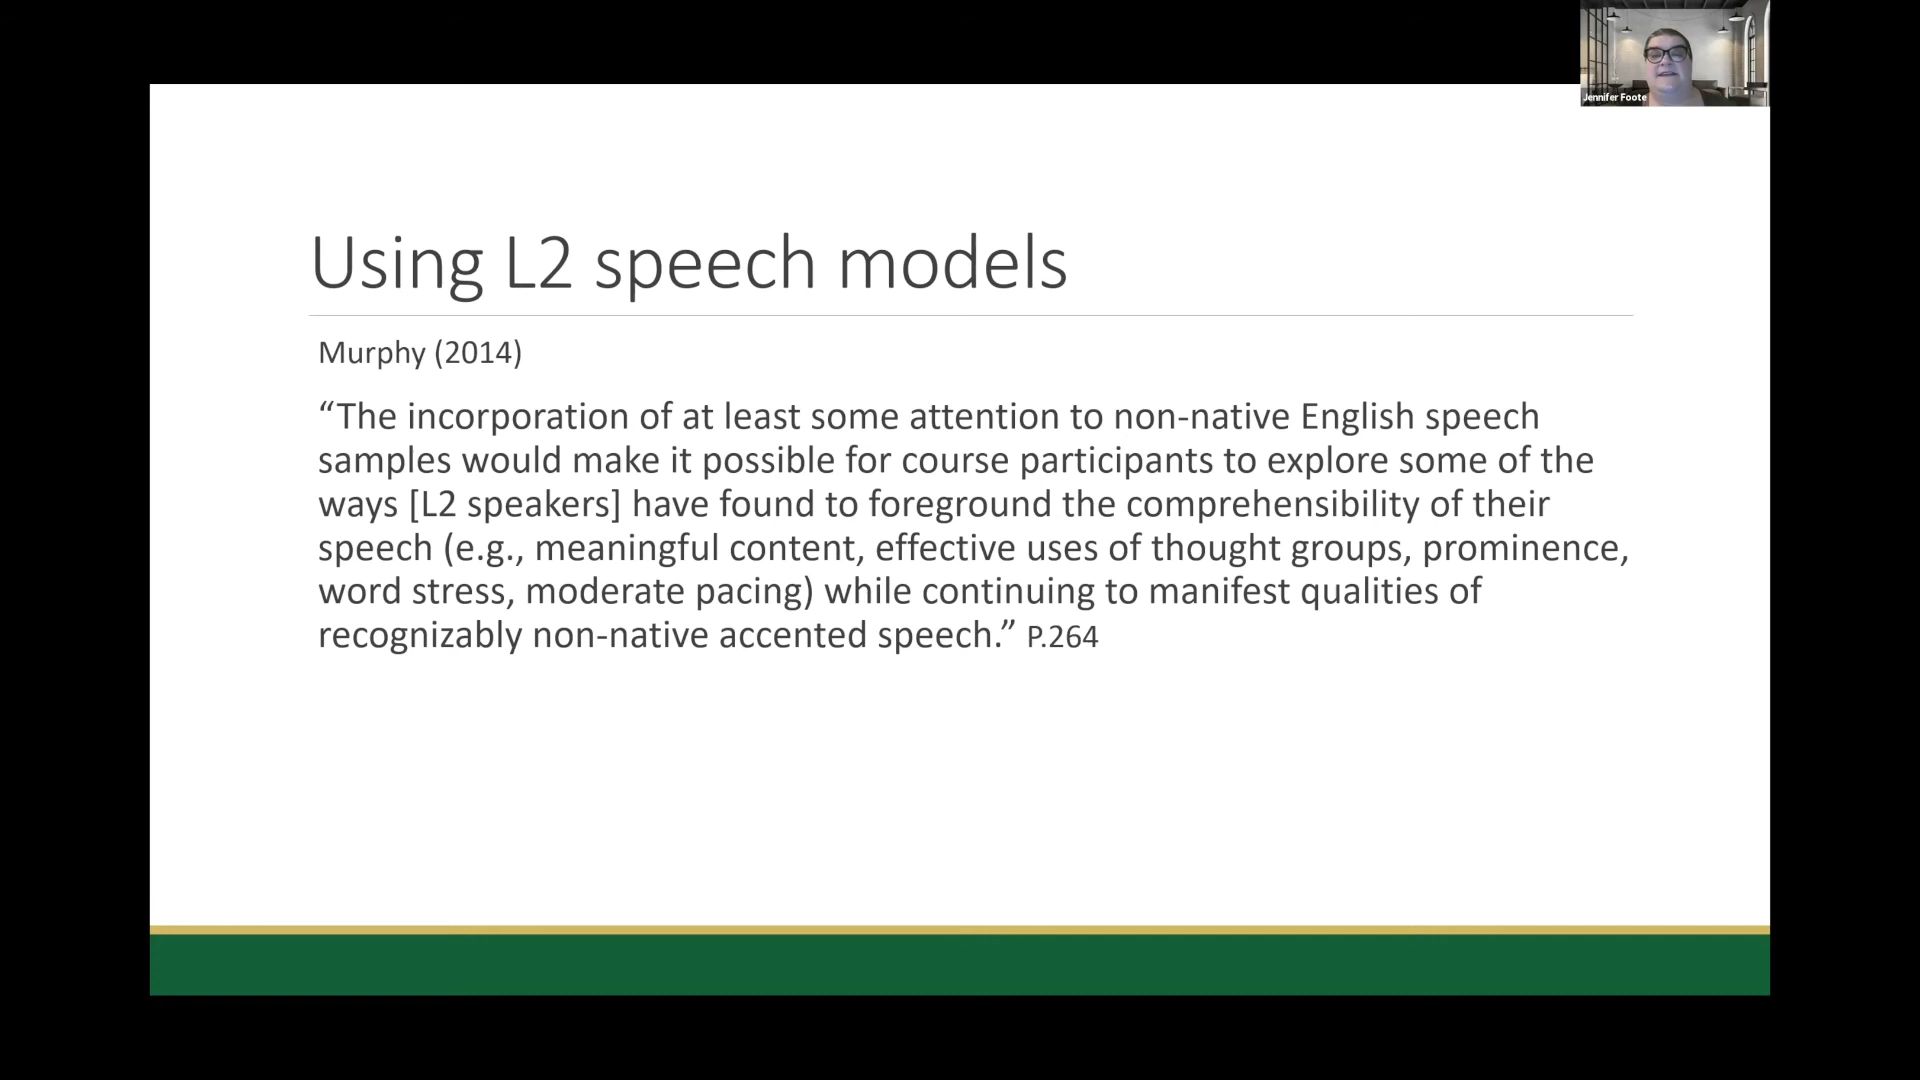 Jennifer Foote
Using L2 speech models
Murphy (2014)
“The incorporation of at least some attention to non-native English speech
samples would make it possible for course participants to explore some of the
ways [L2 speakers] have found to foreground the comprehensibility of their
speech (e.g., meaningful content, effective uses of thought groups, prominence,
word stress, moderate pacing) while continuing to manifest qualities of
recognizably non-native accented speech.” P.264